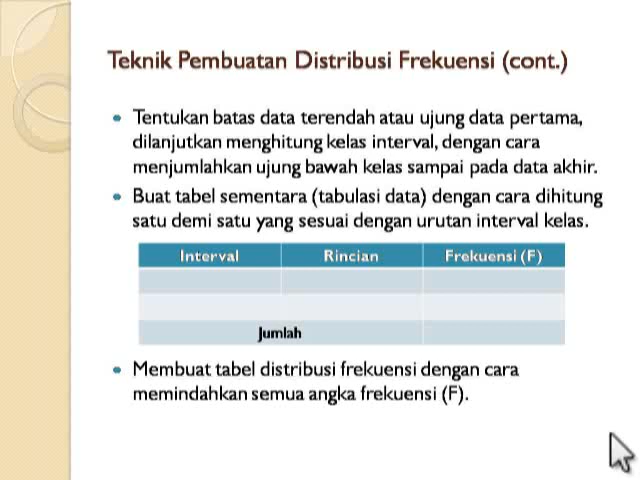 Teknik Pembuatan Distribusi Frekuensi (cont.)
Tentukan batas data terendah atau ujung data pertama,
dilanjutkan menghitung kelas interval, dengan cara
menjumlahkan ujung bawah kelas sampai pada data akhir.
Buat tabel sementara (tabulasi data) dengan cara dihitung
satu demi satu yang sesuai dengan urutan interval kelas.
Interval Rincian Frekuensi (F)
Jumlah
Membuat tabel distribusi frekuensi dengan cara
memindahkan semua angka frekuensi (F).